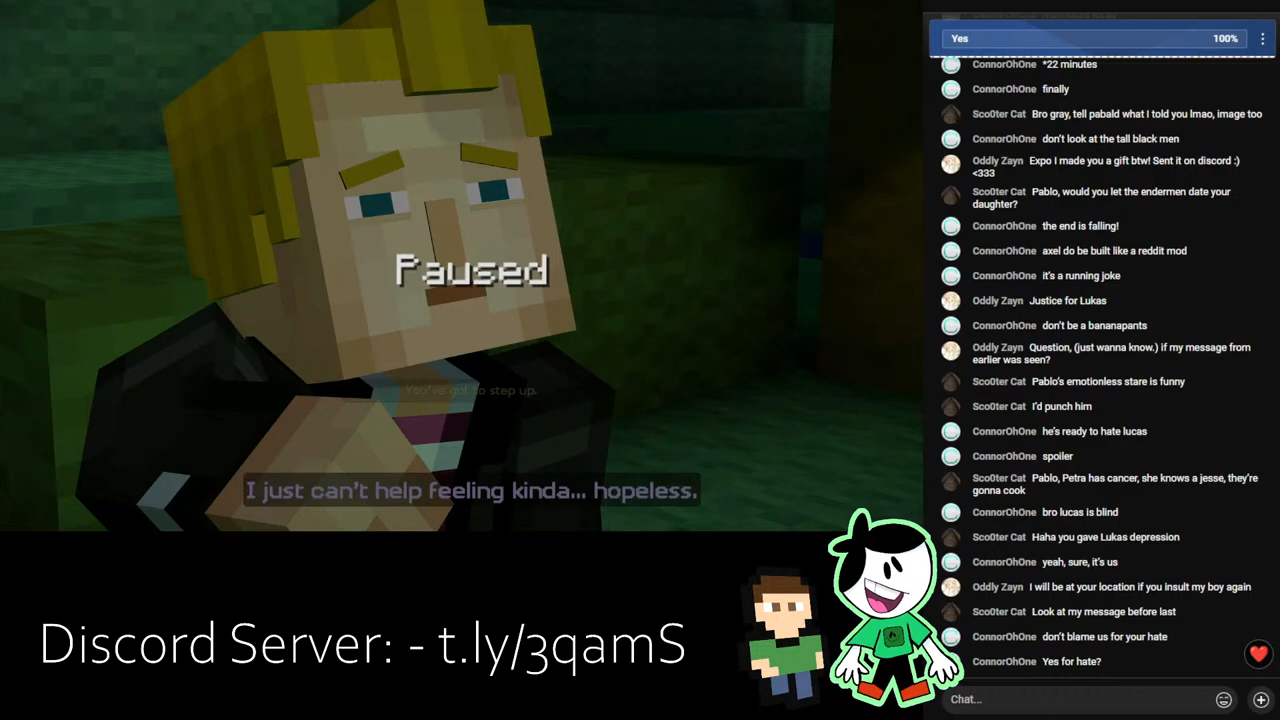 Paused
You've got to step up.
I just can't help feeling kinda... hopeless.
Discord Server: - t.ly/3qamS
Yes 100%
ConnorOhOne *22 minutes
ConnorOhOne finally
Sco0ter Cat Bro gray, tell pabald what I told you lmao, image too
ConnorOhOne don't look at the tall black men
Oddly Zayn Expo I made you a gift btw! Sent it on discord :)
<333
Sco0ter Cat Pablo, would you let the endermen date your
daughter?
ConnorOhOne the end is falling!
ConnorOhOne axel do be built like a reddit mod
ConnorOhOne it's a running joke
Oddly Zayn Justice for Lukas
ConnorOhOne don't be a bananapants
Oddly Zayn Question, (just wanna know.) if my message from
earlier was seen?
Sco0ter Cat Pablo's emotionless stare is funny
Sco0ter Cat I'd punch him
ConnorOhOne he's ready to hate lucas
ConnorOhOne spoiler
Sco0ter Cat Pablo, Petra has cancer, she knows a jesse, they're
gonna cook
ConnorOhOne bro lucas is blind
Sco0ter Cat Haha you gave Lukas depression
ConnorOhOne yeah, sure, it's us
Oddly Zayn I will be at your location if you insult my boy again
Sco0ter Cat Look at my message before last
ConnorOhOne don't blame us for your hate
ConnorOhOne Yes for hate?
Chat...